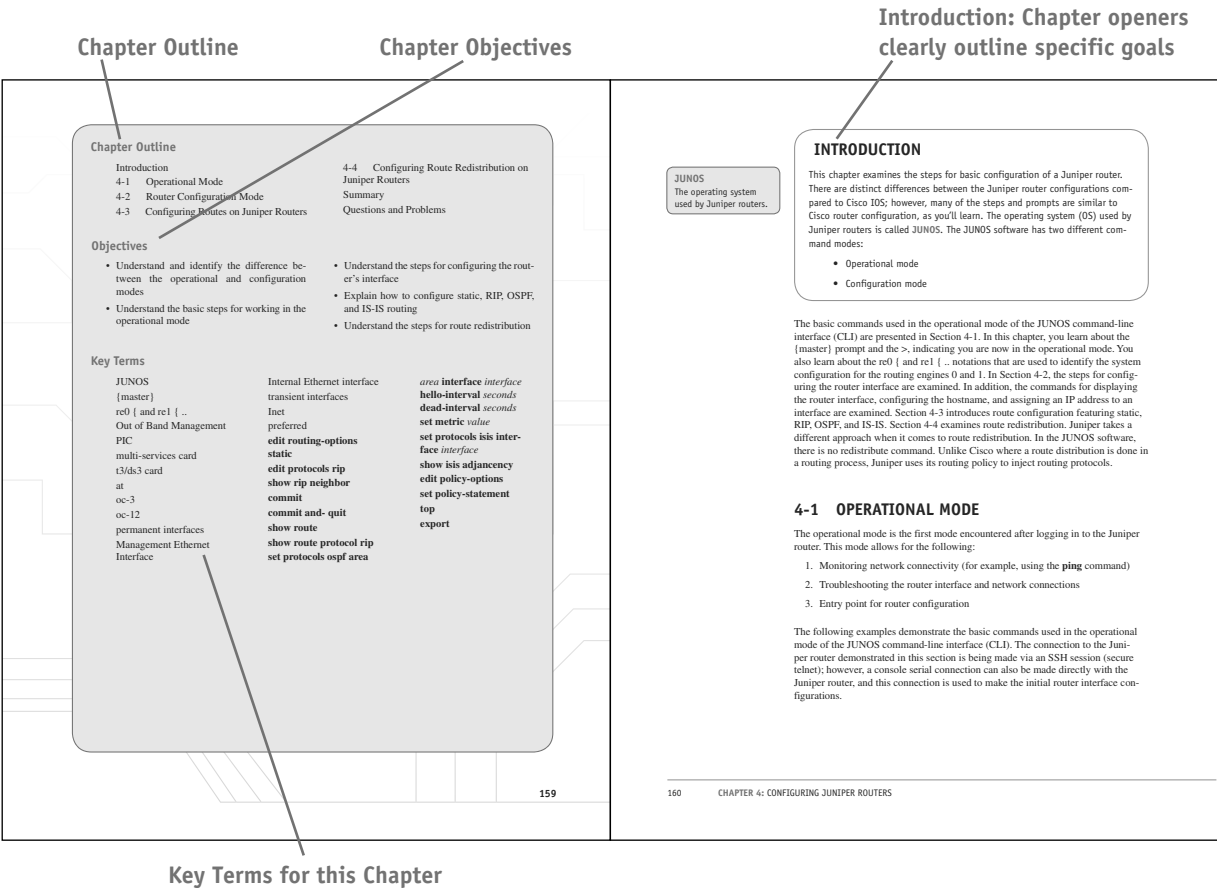 Chapter Outline
Chapter Objectives
Introduction: Chapter openers
clearly outline specific goals
Chapter Outline
Introduction
4-1 Operational Mode
4-2 Router Configuration Mode
4-3 Configuring Routes on Juniper Routers
4-4 Configuring Route Redistribution on
Juniper Routers
Summary
Questions and Problems
Objectives
• Understand and identify the difference be-
tween the operational and configuration
modes
• Understand the basic steps for working in the
operational mode
• Understand the steps for configuring the rout-
er's interface
• Explain how to configure static, RIP, OSPF,
and IS-IS routing
• Understand the steps for route redistribution
Key Terms
JUNOS
{master}
re0 { and re1 { ..
Out of Band Management
PIC
multi-services card
t3/ds3 card
at
oc-3
oc-12
permanent interfaces
Management Ethernet
Interface
Internal Ethernet interface
transient interfaces
Inet
preferred
edit routing-options
static
edit protocols rip
show rip neighbor
commit
commit and- quit
show route
show route protocol rip
set protocols ospf area
area interface interface
hello-interval seconds
dead-interval seconds
set metric value
set protocols isis inter-
face interface
show isis adjancency
edit policy-options
set policy-statement
top
export
159
Key Terms for this Chapter
JUNOS
The operating system
used by Juniper routers.
INTRODUCTION
This chapter examines the steps for basic configuration of a Juniper router.
There are distinct differences between the Juniper router configurations com-
pared to Cisco IOS; however, many of the steps and prompts are similar to
Cisco router configuration, as you'll learn. The operating system (OS) used by
Juniper routers is called JUNOS. The JUNOS software has two different com-
mand modes:
• Operational mode
• Configuration mode
The basic commands used in the operational mode of the JUNOS command-line
interface (CLI) are presented in Section 4-1. In this chapter, you learn about the
{master} prompt and the >, indicating you are now in the operational mode. You
also learn about the re0 { and re1 { .. notations that are used to identify the system
configuration for the routing engines 0 and 1. In Section 4-2, the steps for config-
uring the router interface are examined. In addition, the commands for displaying
the router interface, configuring the hostname, and assigning an IP address to an
interface are examined. Section 4-3 introduces route configuration featuring static,
RIP, OSPF, and IS-IS. Section 4-4 examines route redistribution. Juniper takes a
different approach when it comes to route redistribution. In the JUNOS software,
there is no redistribute command. Unlike Cisco where a route distribution is done in
a routing process, Juniper uses its routing policy to inject routing protocols.
4-1 OPERATIONAL MODE
The operational mode is the first mode encountered after logging in to the Juniper
router. This mode allows for the following:
1. Monitoring network connectivity (for example, using the ping command)
2. Troubleshooting the router interface and network connections
3. Entry point for router configuration
The following examples demonstrate the basic commands used in the operational
mode of the JUNOS command-line interface (CLI). The connection to the Juni-
per router demonstrated in this section is being made via an SSH session (secure
telnet); however, a console serial connection can also be made directly with the
Juniper router, and this connection is used to make the initial router interface con-
figurations.
160 CHAPTER 4: CONFIGURING JUNIPER ROUTERS